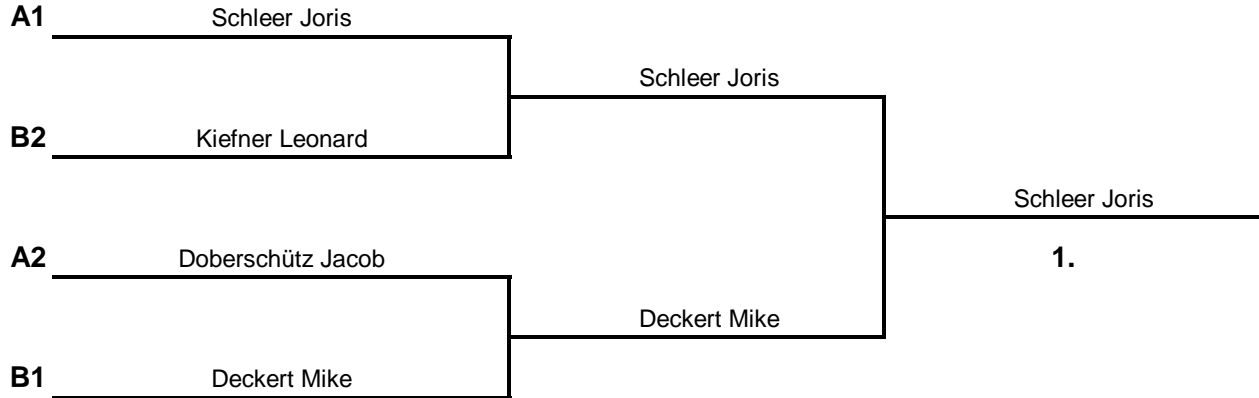 A1 Schleer Joris
Schleer Joris
B2 Kiefner Leonard
Schleer Joris
A2 Doberschütz Jacob
1.
Deckert Mike
B1 Deckert Mike